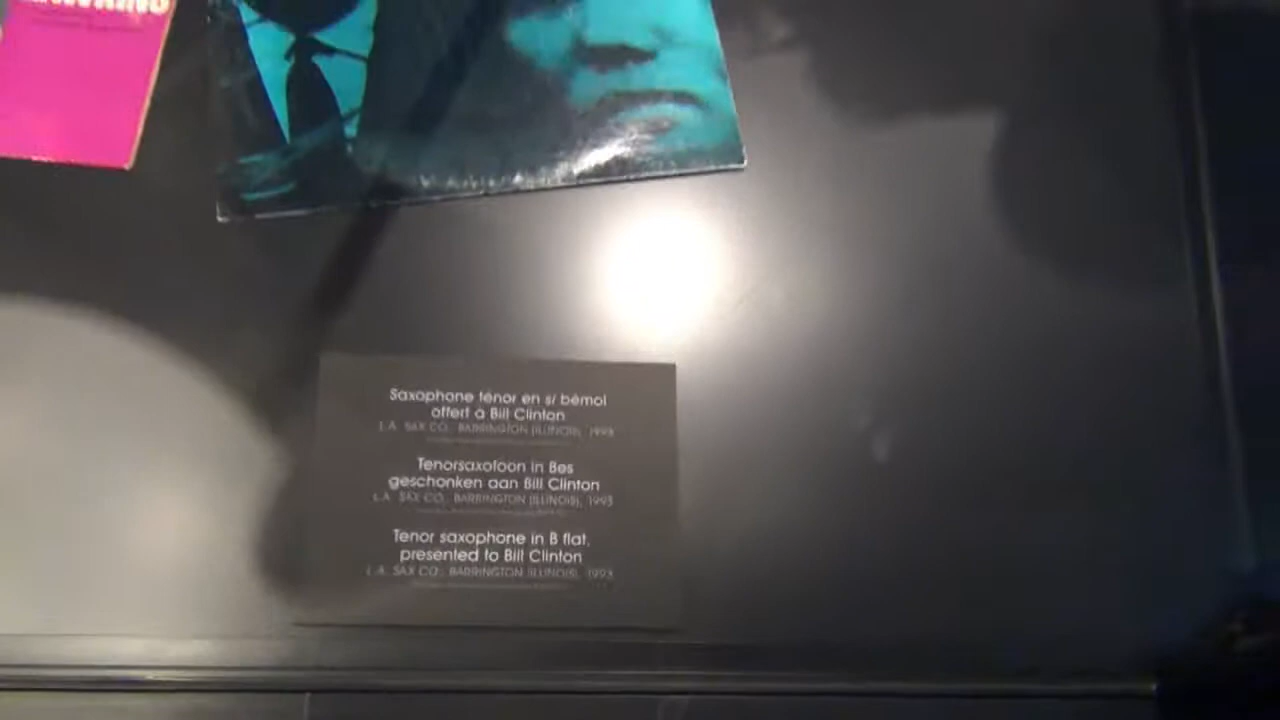 Saxophone ténor en si bémol
offert à Bill Clinton
L.A. SAX CO., BARRINGTON (ILLINOIS), 1993
Tenorsaxofoon in Bes
geschonken aan Bill Clinton
L.A. SAX CO., BARRINGTON (ILLINOIS), 1993
Tenor saxophone in B flat,
presented to Bill Clinton
L.A. SAX CO., BARRINGTON (ILLINOIS), 1993